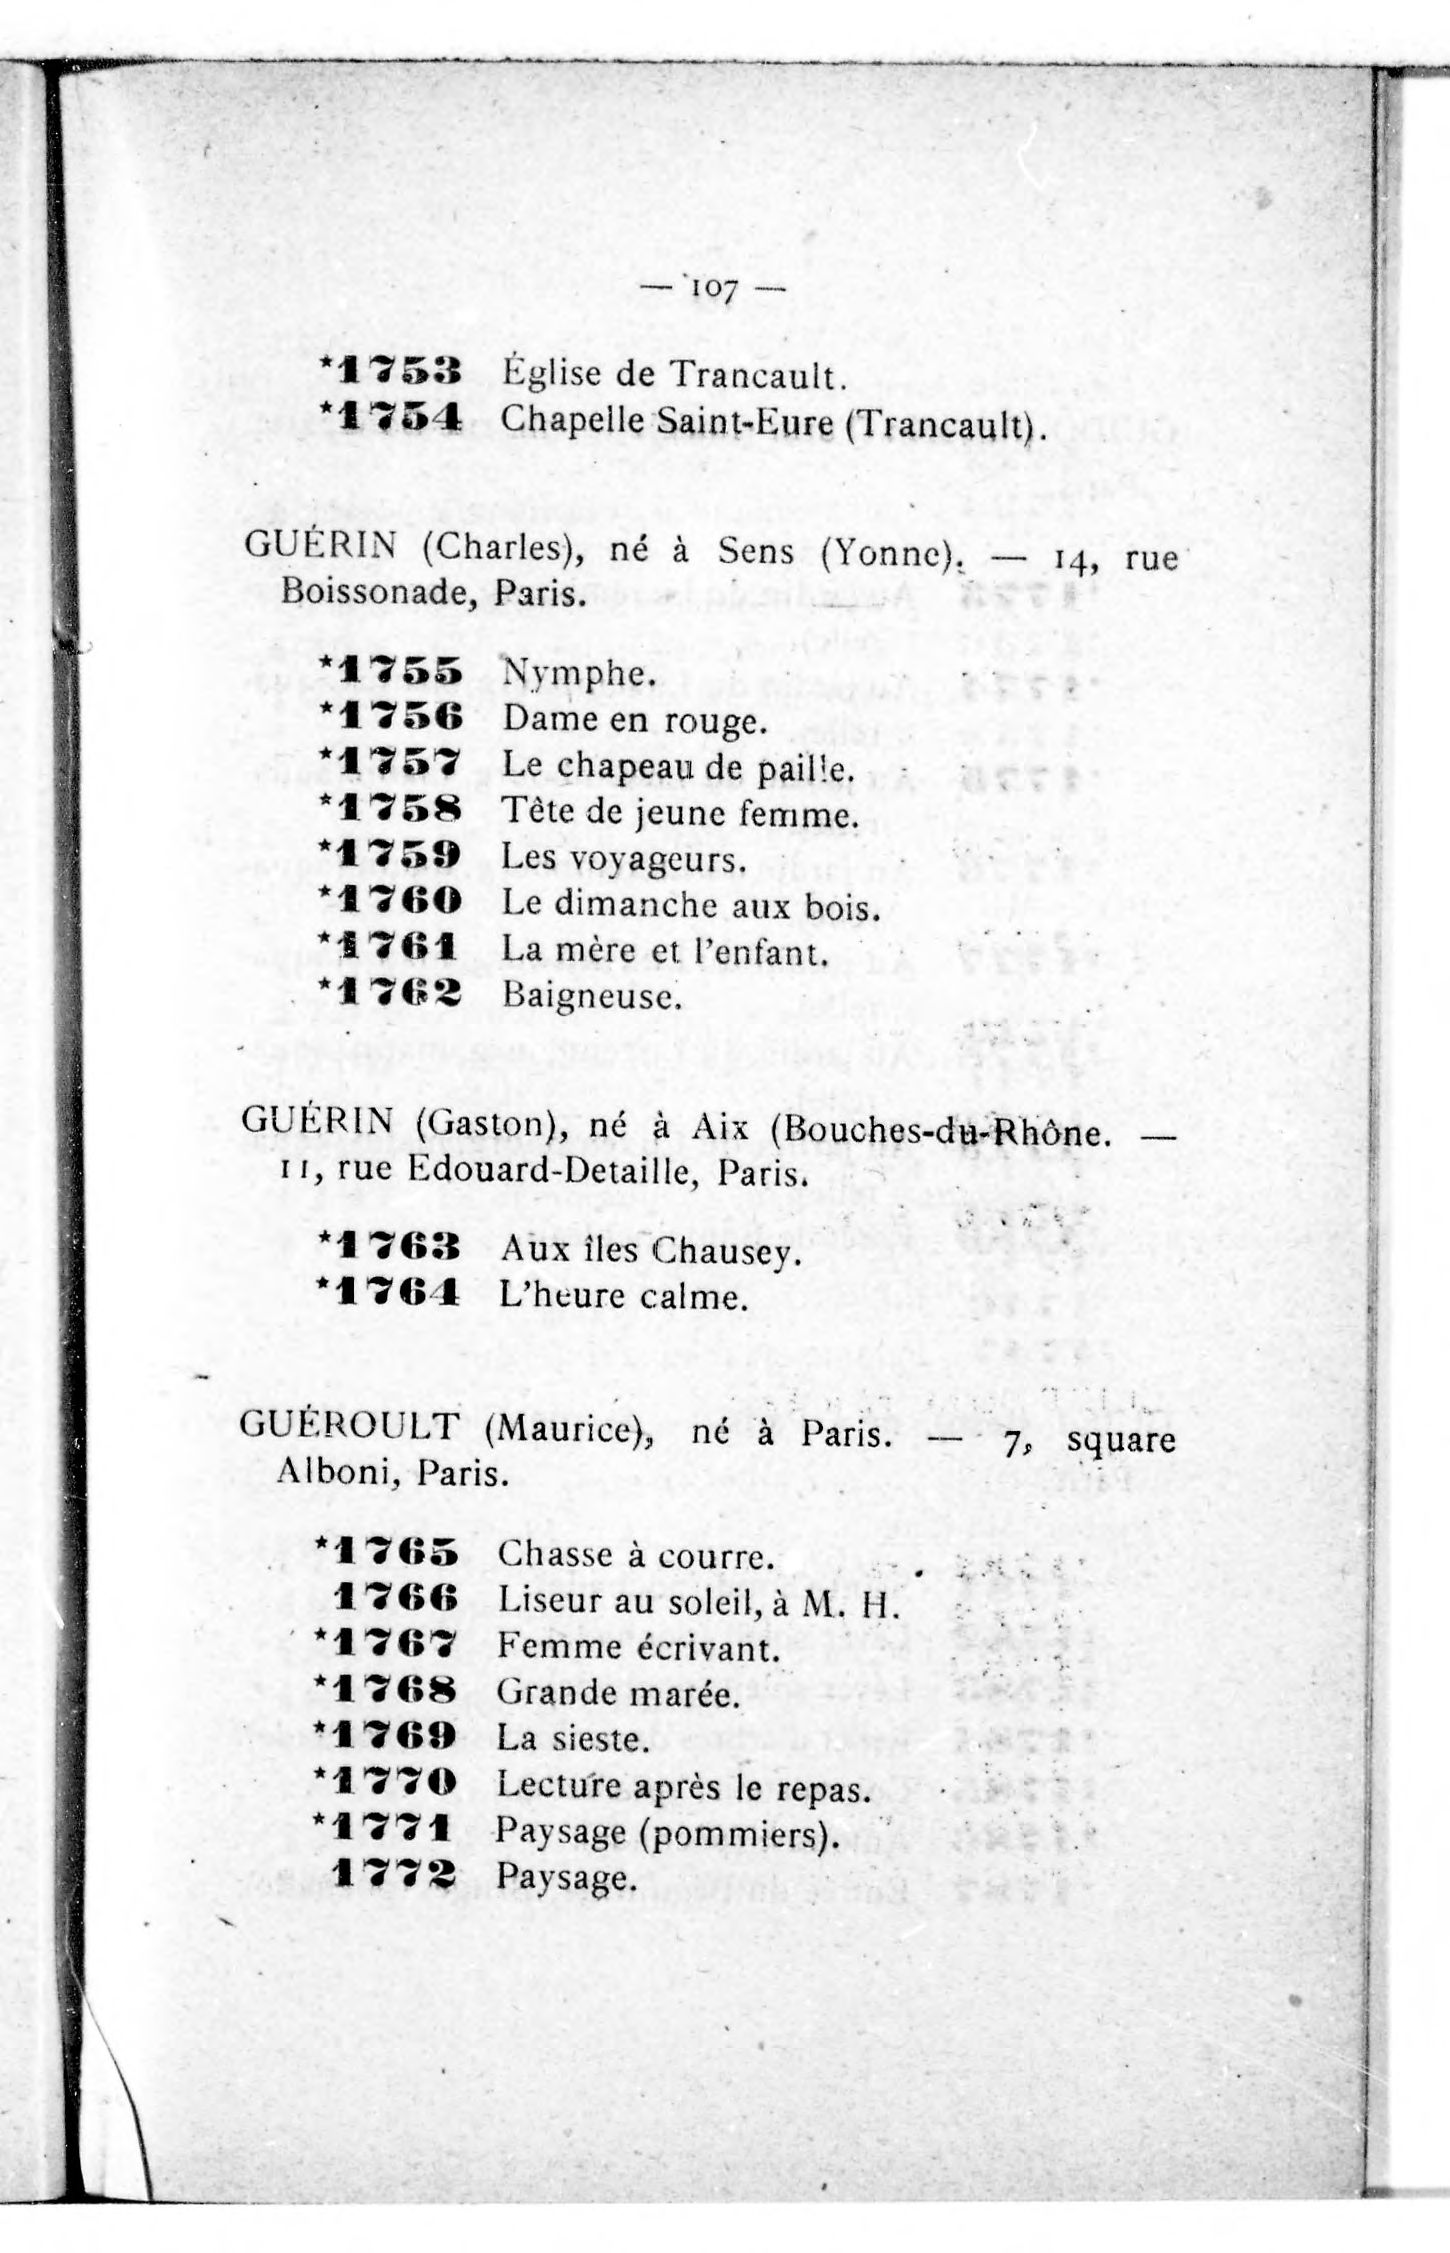 — 107 —
*1753 Église de Trancault.
*1754 Chapelle Saint-Eure (Trancault).
GUÉRIN (Charles), né à Sens (Yonne). — 14, rue
Boissonade, Paris.
*1755 Nymphe.
*1756 Dame en rouge.
*1757 Le chapeau de paille.
*1758 Tête de jeune femme.
*1759 Les voyageurs.
*1760 Le dimanche aux bois.
*1761 La mère et l'enfant.
*1762 Baigneuse.
GUÉRIN (Gaston), né à Aix (Bouches-du-Rhône. —
11, rue Edouard-Detaille, Paris.
*1763 Aux îles Chausey.
*1764 L'heure calme.
GUÉROULT (Maurice), né à Paris. — 7, square
Alboni, Paris.
*1765 Chasse à courre.
1766 Liseur au soleil, à M. H.
*1767 Femme écrivant.
*1768 Grande marée.
*1769 La sieste.
*1770 Lecture après le repas.
*1771 Paysage (pommiers).
1772 Paysage.